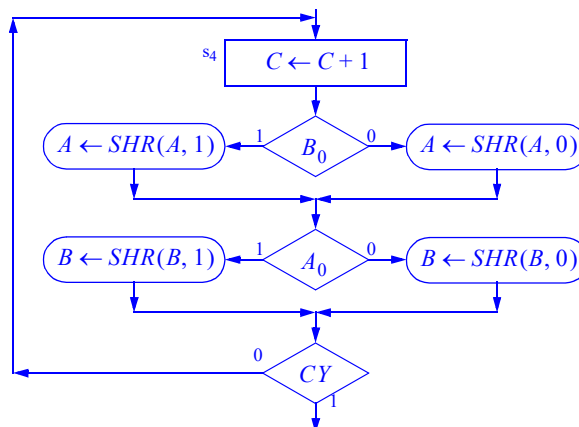 s4
C ← C + 1
1
B0
0
A ← SHR(A, 1)
A ← SHR(A, 0)
1
A0
0
B ← SHR(B, 1)
B ← SHR(B, 0)
0
CY
1